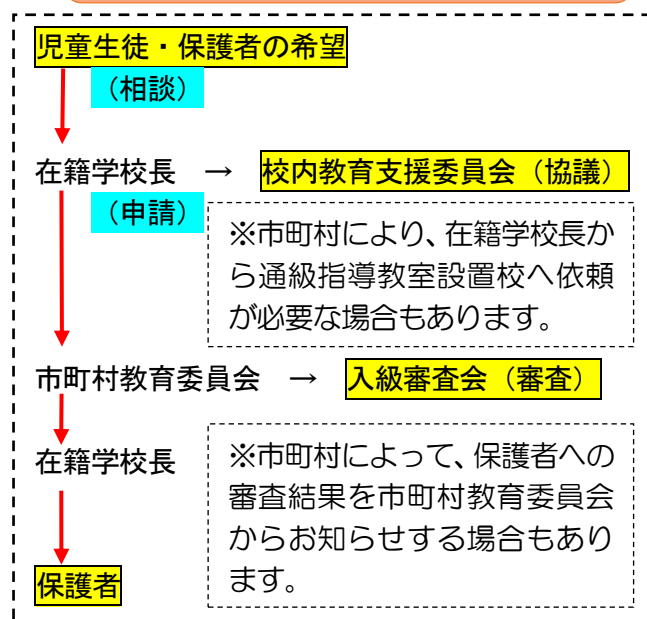 児童生徒・保護者の希望
（相談）
在籍学校長 → 校内教育支援委員会（協議）
（申請）
※市町村により、在籍学校長か
ら通級指導教室設置校へ依頼
が必要な場合もあります。
市町村教育委員会 → 入級審査会（審査）
在籍学校長
※市町村によって、保護者への
審査結果を市町村教育委員会
からお知らせする場合もあり
ます。
保護者